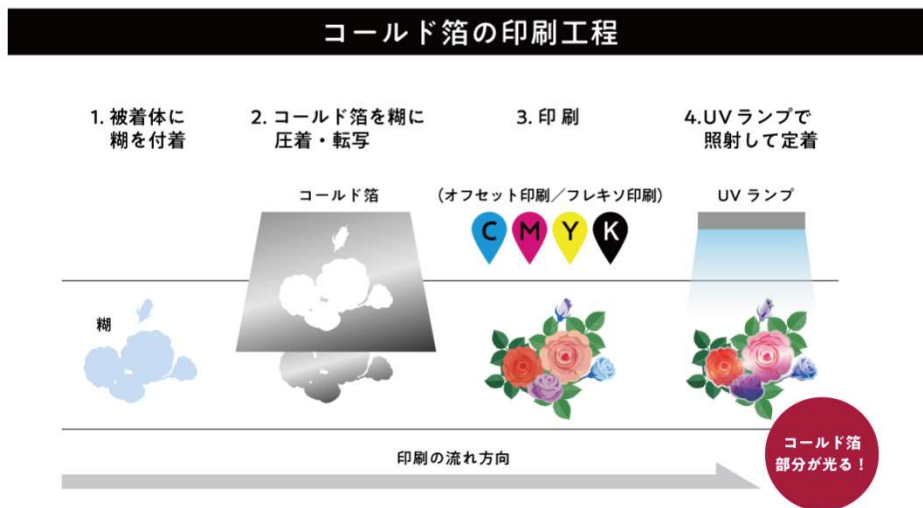 コールド箔の印刷工程
1. 被着体に
糊を付着
2. コールド箔を糊に
圧着・転写
3. 印刷
4.UVランプで
照射して定着
コールド箔
(オフセット印刷/フレキソ印刷)
UVランプ
C M Y K
糊
コールド箔
部分が光る！
印刷の流れ方向